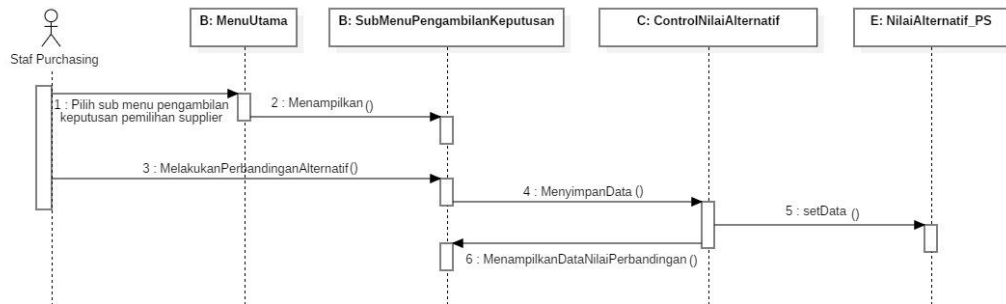 B: MenuUtama
B: SubMenuPengambilanKeputusan
C: ControlNilaiAlternatif
E: NilaiAlternatif_PS
Staf Purchasing
1 : Pilih sub menu pengambilan
keputusan pemilihan supplier
2 : Menampilkan ()
3 : MelakukanPerbandinganAlternatif()
4 : MenyimpanData ()
5 : setData ()
6 : MenampilkanDataNilaiPerbandingan()